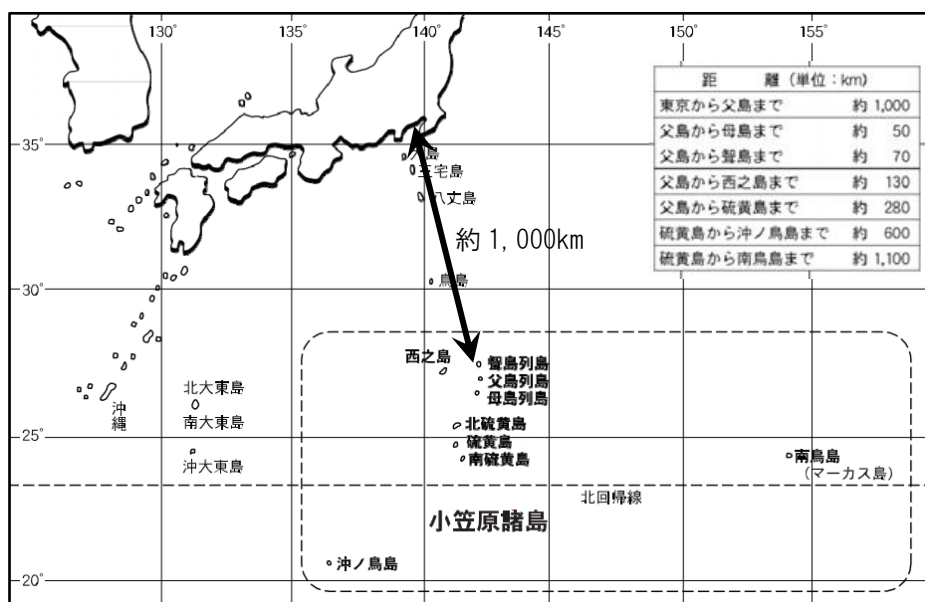 130°
135°
140°
145°
150°
155°
距　離（単位：km）
東京から父島まで　約 1,000
父島から母島まで　約 50
父島から聟島まで　約 70
父島から西之島まで　約 130
父島から硫黄島まで　約 280
硫黄島から沖ノ鳥島まで　約 600
硫黄島から南鳥島まで　約 1,100
35°
大島
三宅島
八丈島
約1,000km
鳥島
30°
西之島
聟島列島
父島列島
母島列島
北大東島
沖縄
南大東島
北硫黄島
25°
硫黄島
沖大東島
南硫黄島
南鳥島
（マーカス島）
北回帰線
小笠原諸島
沖ノ鳥島
20°